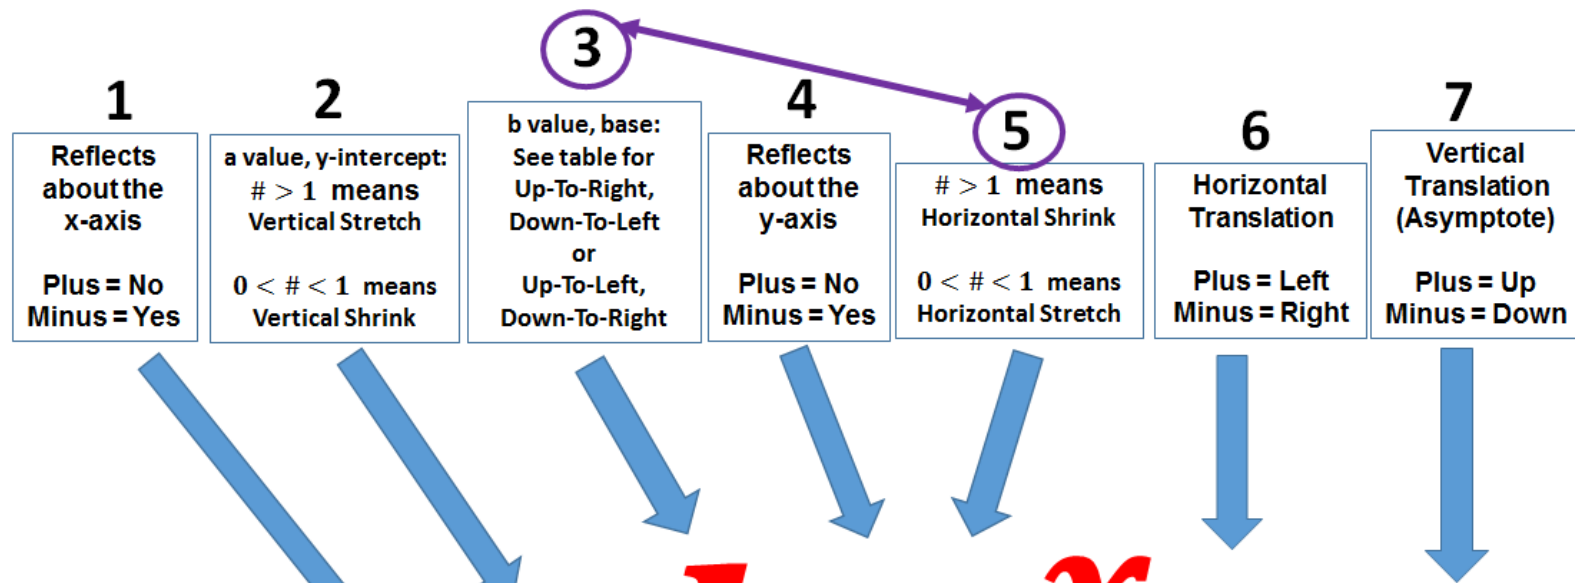 1
Reflects
about the
x-axis
Plus = No
Minus = Yes
2
a value, y-intercept:
# > 1 means
Vertical Stretch
0 < # < 1 means
Vertical Shrink
3
b value, base:
See table for
Up-To-Right,
Down-To-Left
or
Up-To-Left,
Down-To-Right
4
Reflects
about the
y-axis
Plus = No
Minus = Yes
5
# > 1 means
Horizontal Shrink
0 < # < 1 means
Horizontal Stretch
6
Horizontal
Translation
Plus = Left
Minus = Right
7
Vertical
Translation
(Asymptote)
Plus = Up
Minus = Down